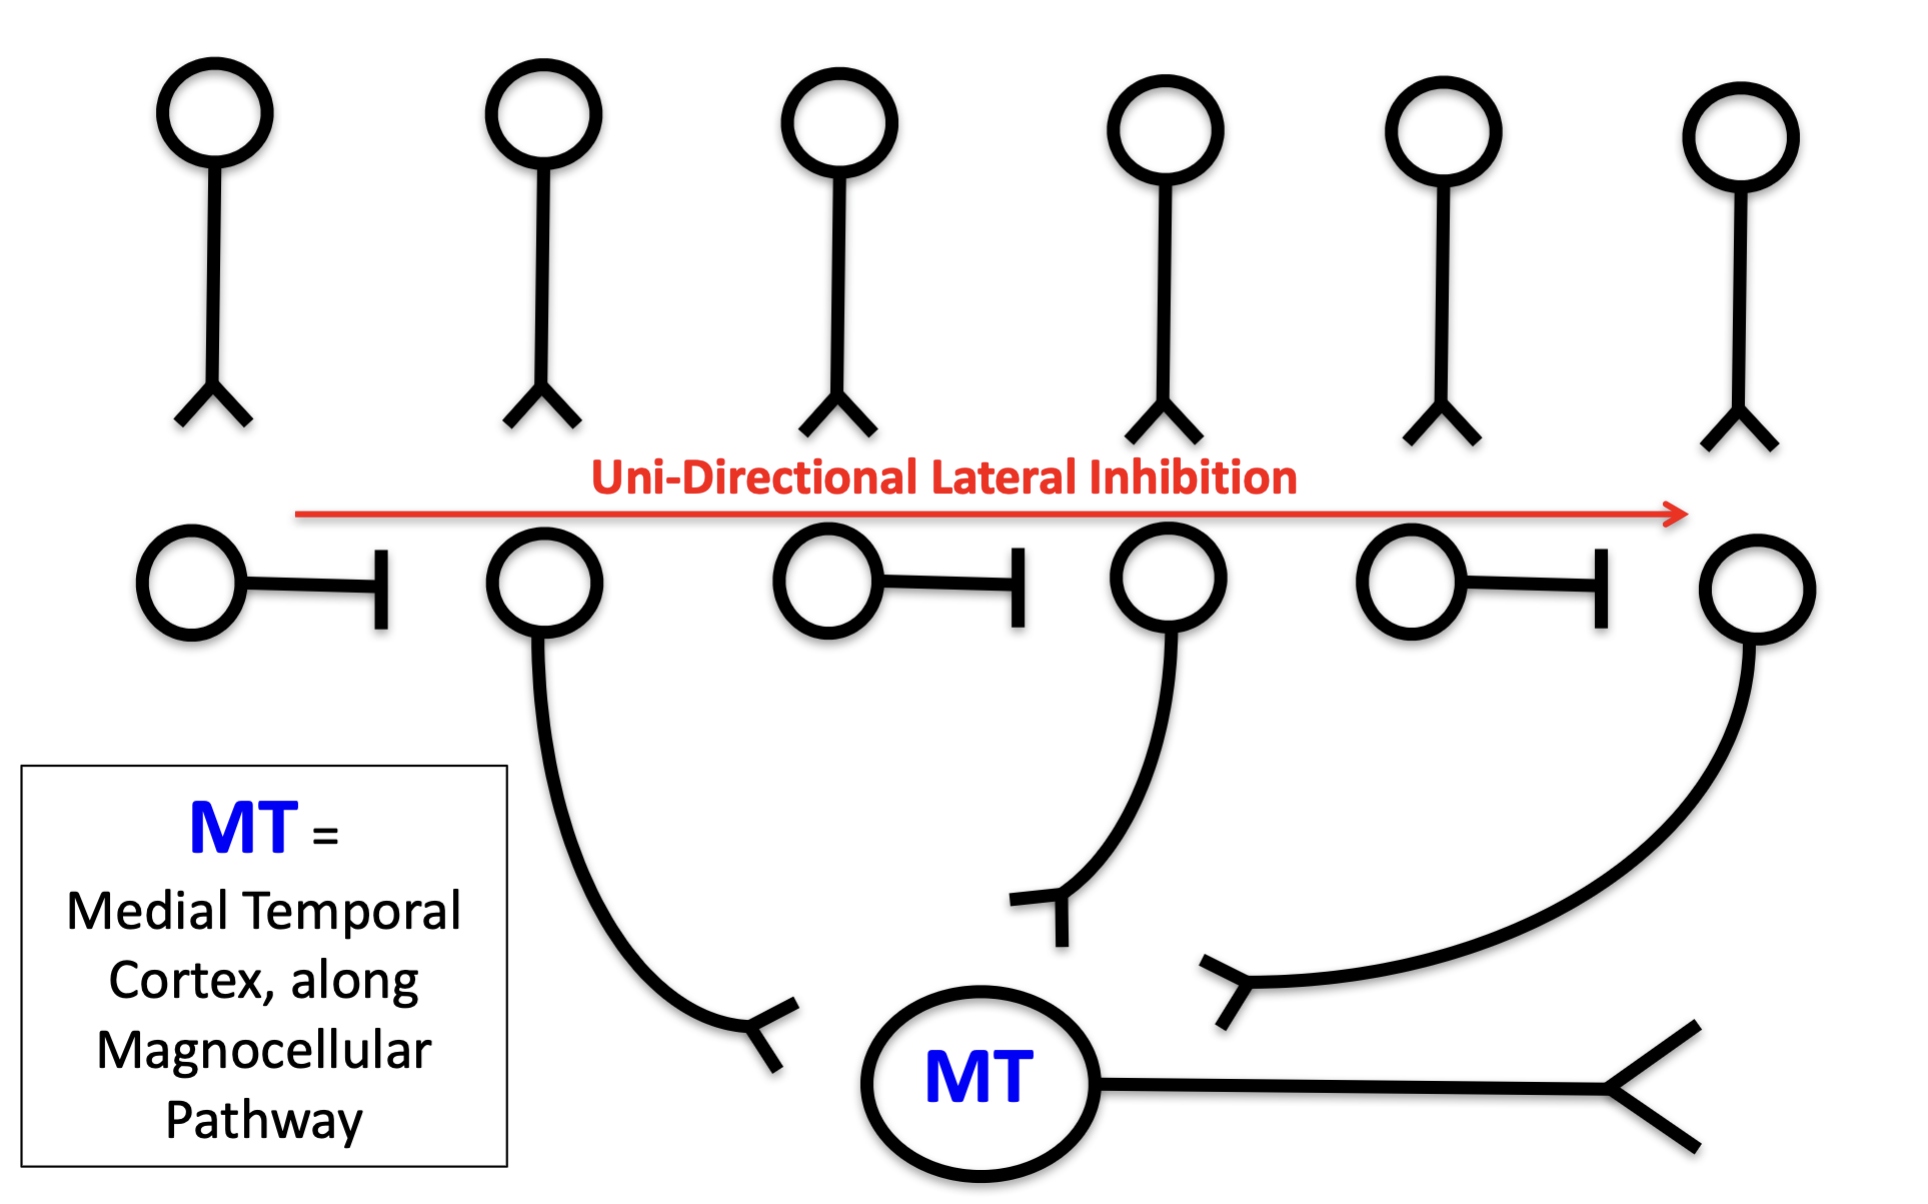 Uni-Directional Lateral Inhibition
MT =
Medial Temporal
Cortex, along
Magnocellular
Pathway
MT